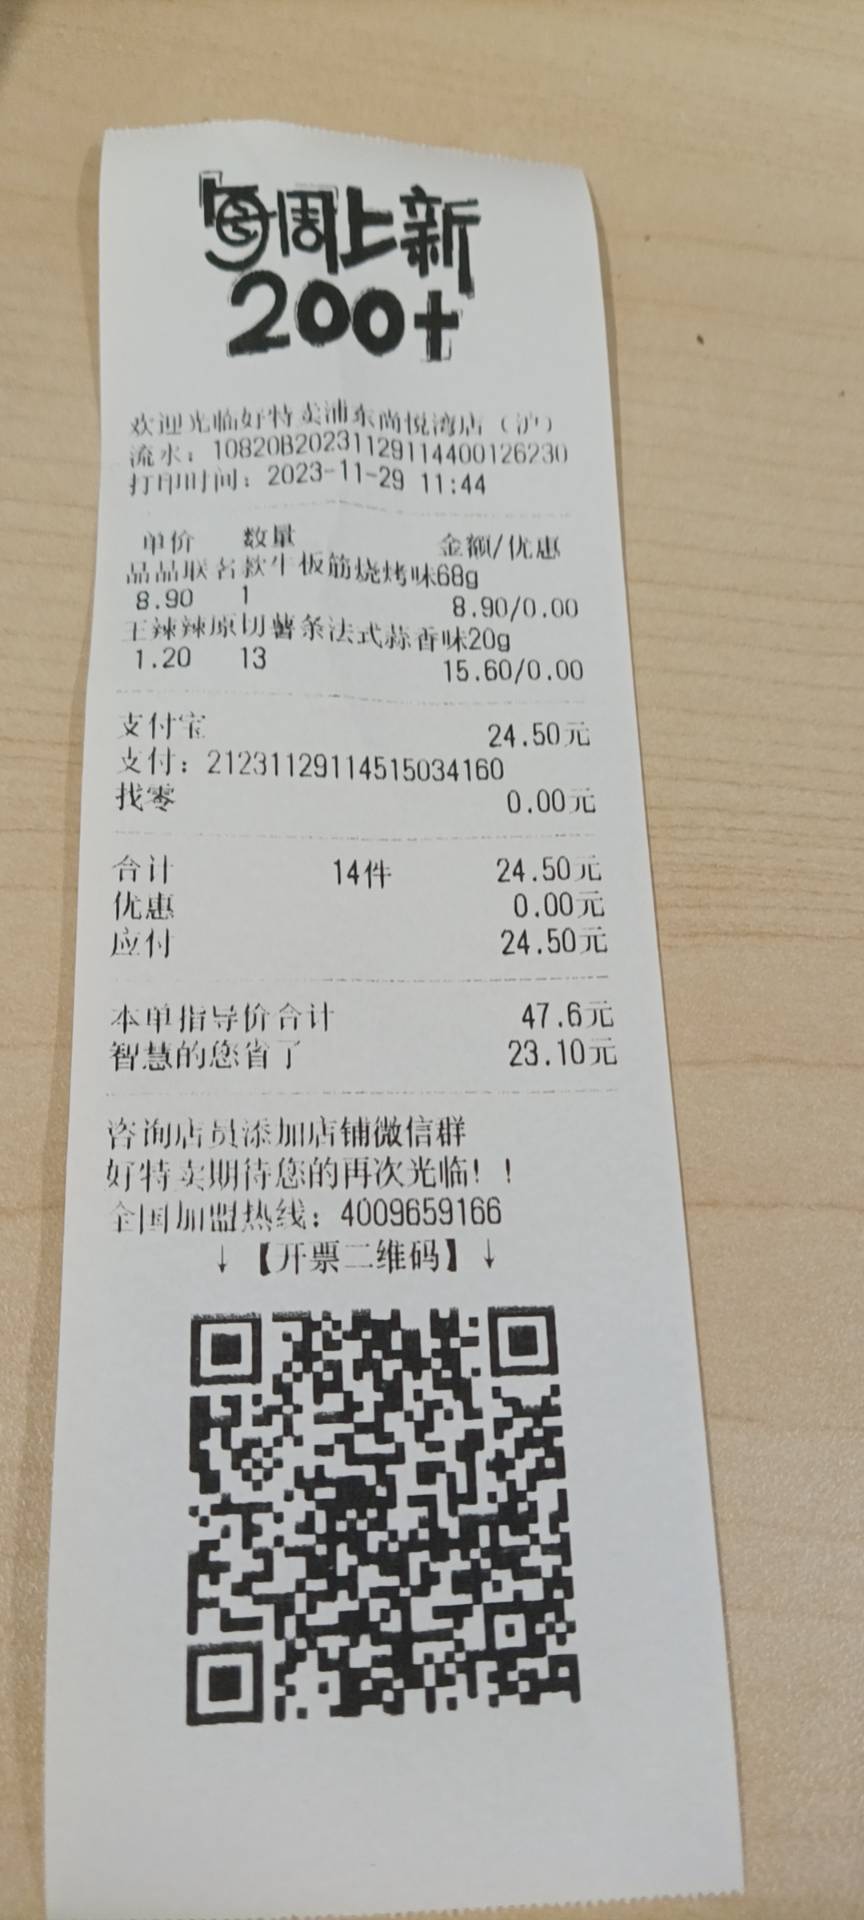 每周上新
200+
欢迎光临好特卖浦东尚悦湾店（沪）
流水：10820B2023112911440012623​0
打印时间：2023-11-29 11:44
单价 数量 金额/优惠
品品联名款牛板筋烧烤味68g
8.90 1 8.90/0.00
王辣辣原切薯条法式蒜香味20g
1.20 13 15.60/0.00
支付宝 24.50元
支付：21231129114515034160
找零 0.00元
合计 14件 24.50元
优惠 0.00元
应付 24.50元
本单指导价合计 47.6元
智慧的您省了 23.10元
咨询店员添加店铺微信群
好特卖期待您的再次光临！！
全国加盟热线：4009659166
↓【开票二维码】↓